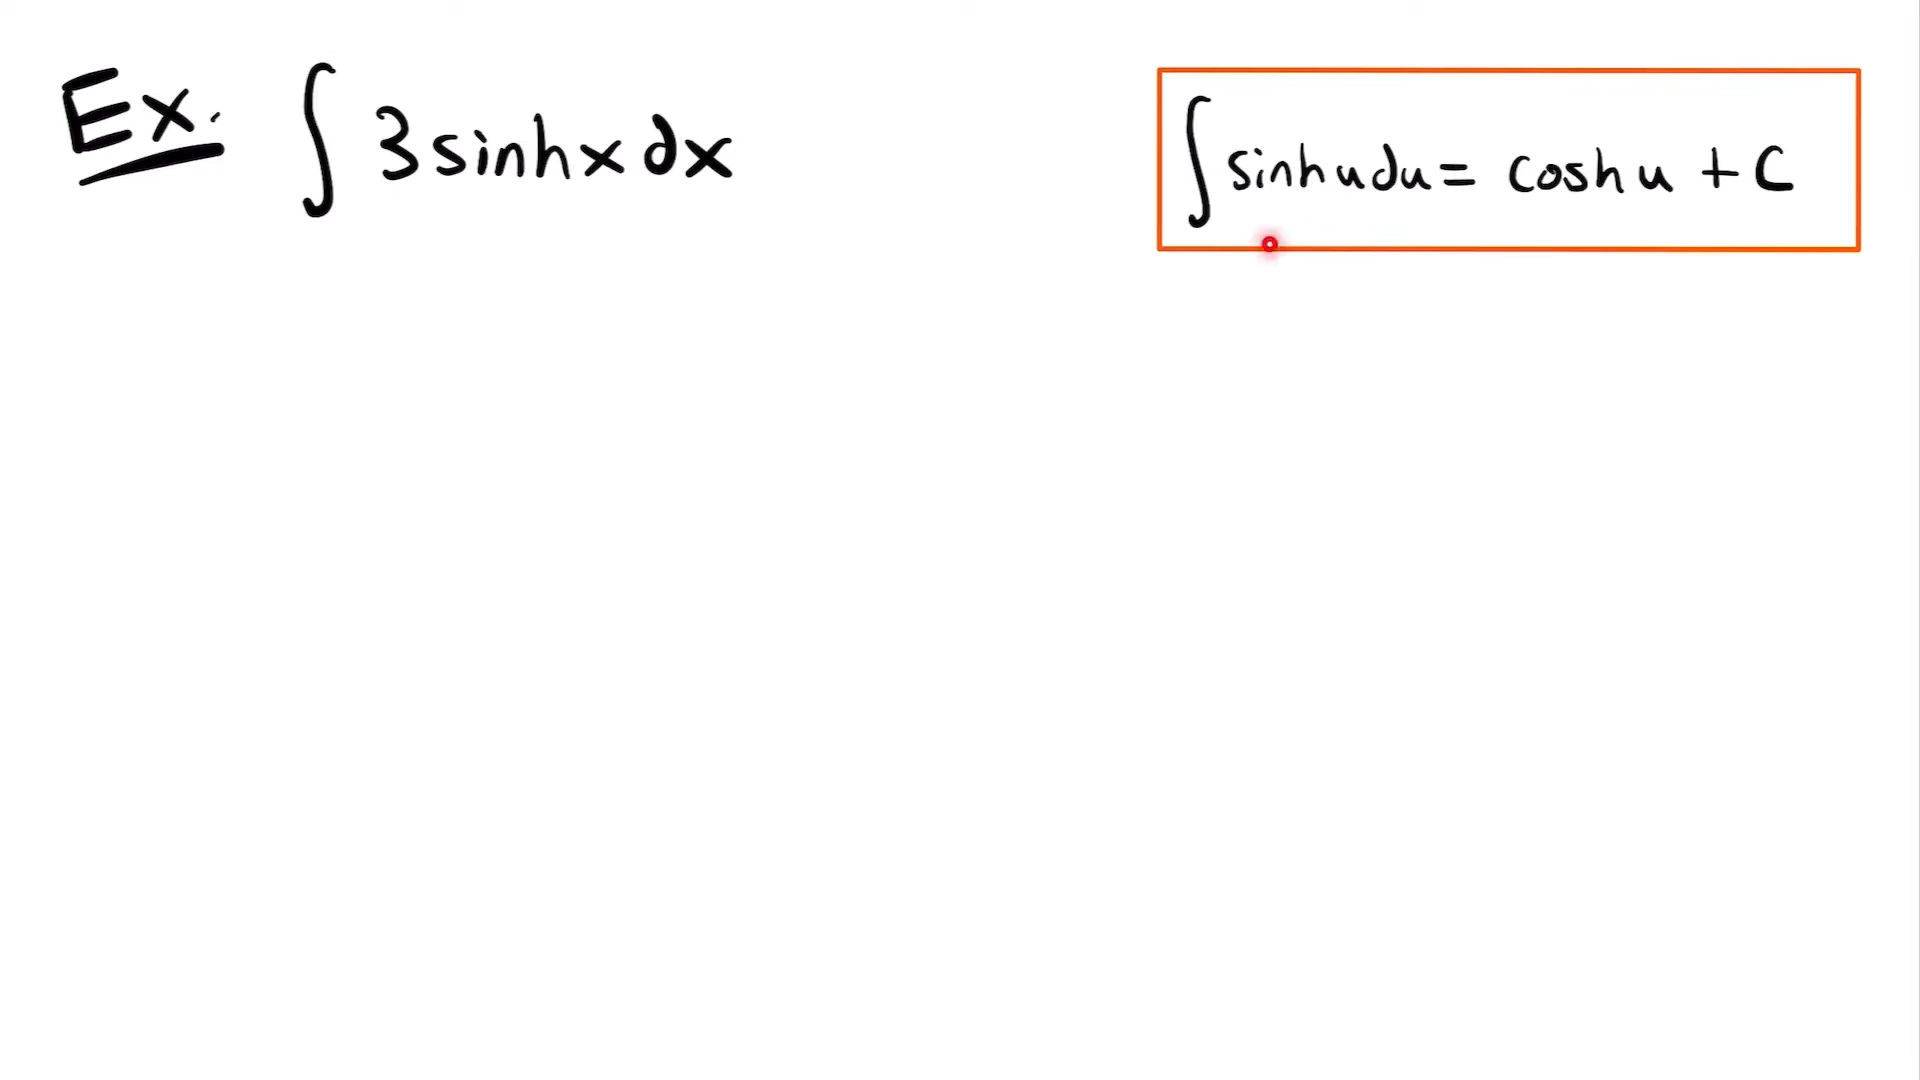 Ex. ∫ 3 sinh x dx
∫ sinh u du = cosh u + C